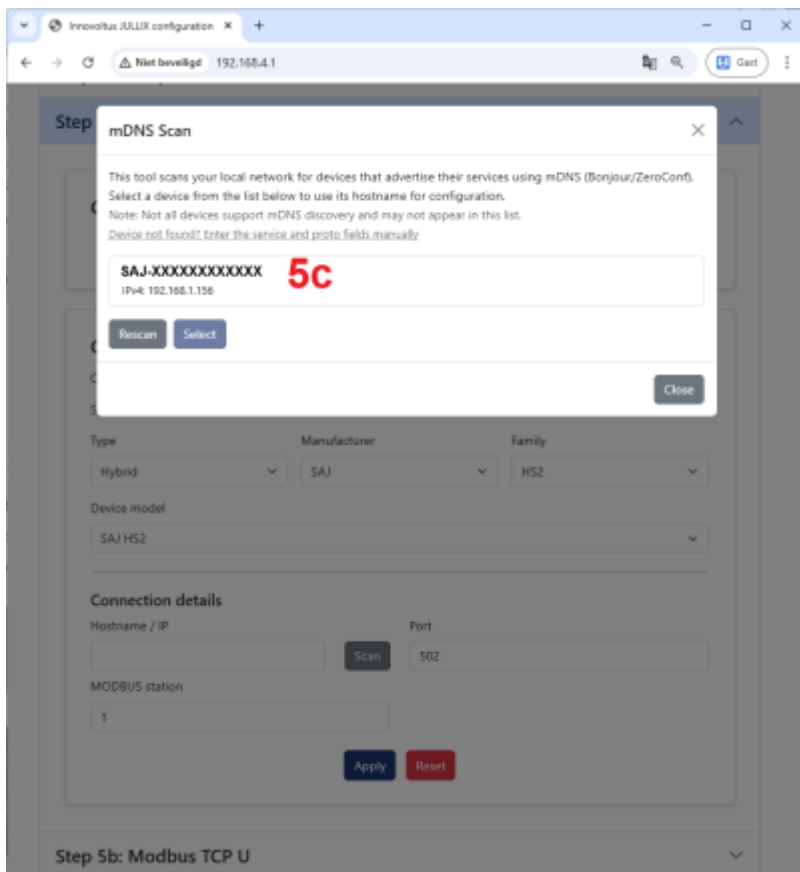 Innovoltus JULLIX configuration
Niet beveiligd 192.168.4.1 Gast
Step
mDNS Scan
This tool scans your local network for devices that advertise their services using mDNS (Bonjour/ZeroConf).
Select a device from the list below to use its hostname for configuration.
Note: Not all devices support mDNS discovery and may not appear in this list.
Device not found? Enter the service and proto fields manually
SAJ-XXXXXXXXXXXX 5c
IPv4: 192.168.1.156
Rescan Select
Close
Type Manufacturer Family
Hybrid SAJ HS2
Device model
SAJ HS2
Connection details
Hostname / IP Port
Scan 502
MODBUS station
1
Apply Reset
Step 5b: Modbus TCP U